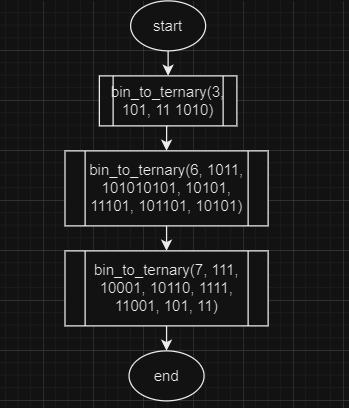 start
bin_to_ternary(3,
101, 11 1010)
bin_to_ternary(6, 1011,
101010101, 10101,
11101, 101101, 10101)
bin_to_ternary(7, 111,
10001, 10110, 1111,
11001, 101, 11)
end